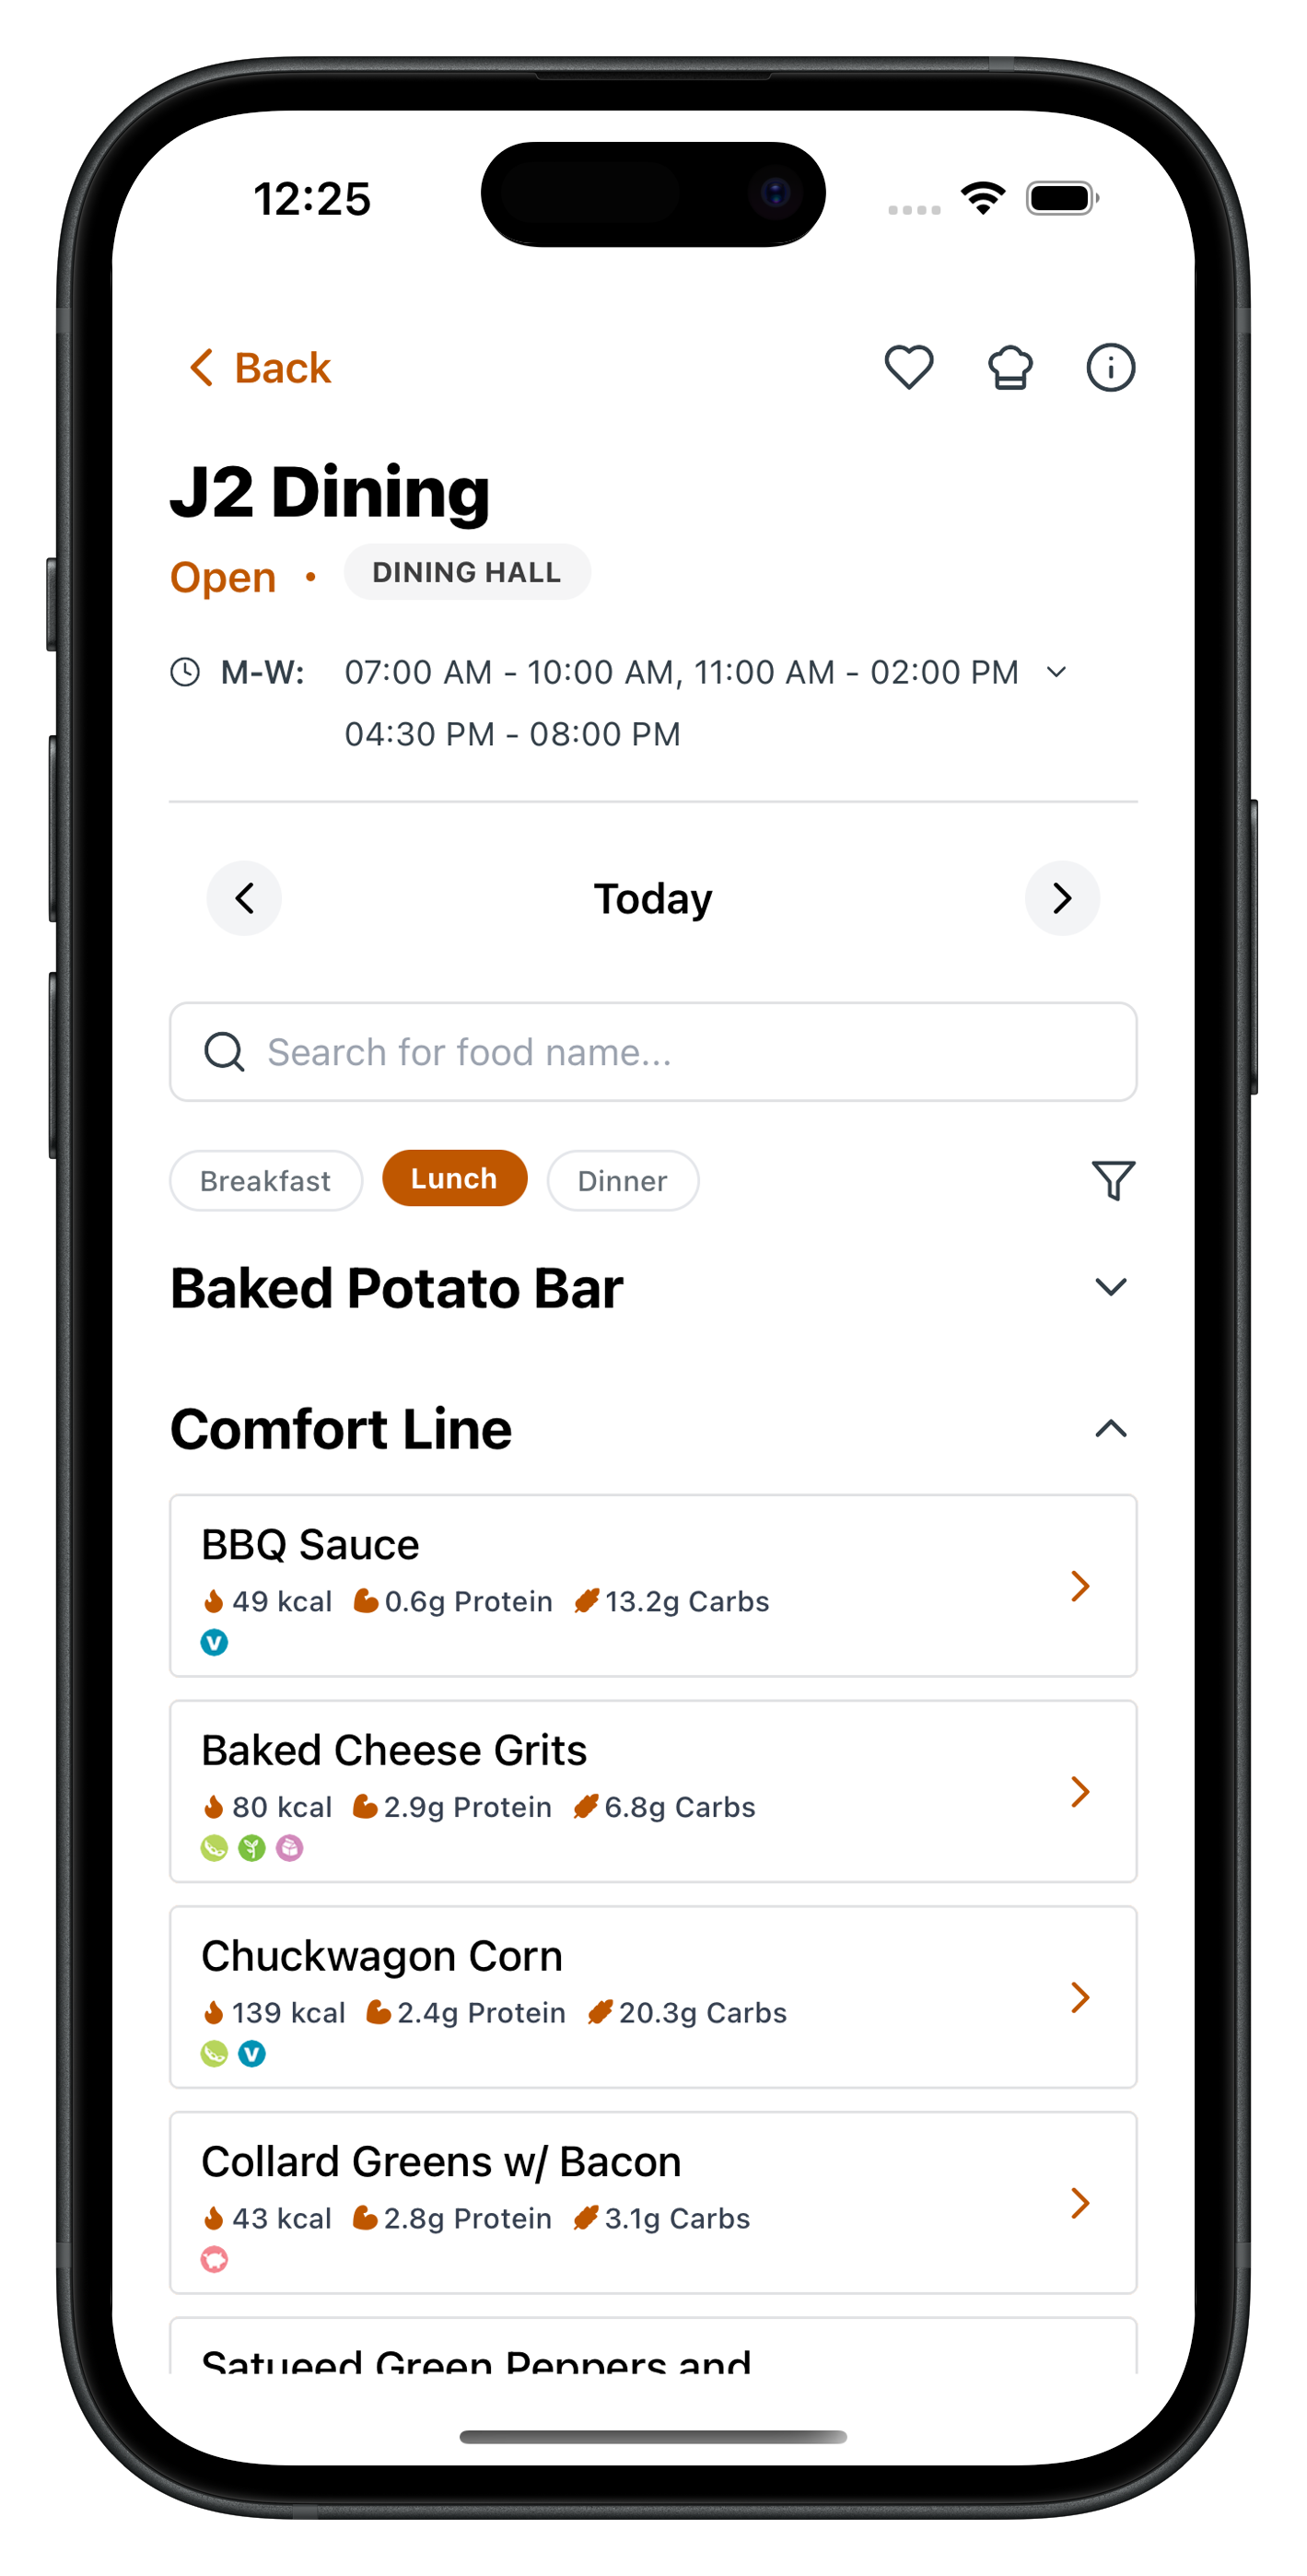 12:25
Back
J2 Dining
Open • DINING HALL
M-W: 07:00 AM - 10:00 AM, 11:00 AM - 02:00 PM
04:30 PM - 08:00 PM
Today
Search for food name...
Breakfast Lunch Dinner
Baked Potato Bar
Comfort Line
BBQ Sauce
49 kcal 0.6g Protein 13.2g Carbs
V
Baked Cheese Grits
80 kcal 2.9g Protein 6.8g Carbs
Chuckwagon Corn
139 kcal 2.4g Protein 20.3g Carbs
V
Collard Greens w/ Bacon
43 kcal 2.8g Protein 3.1g Carbs
Satueed Green Peppers and